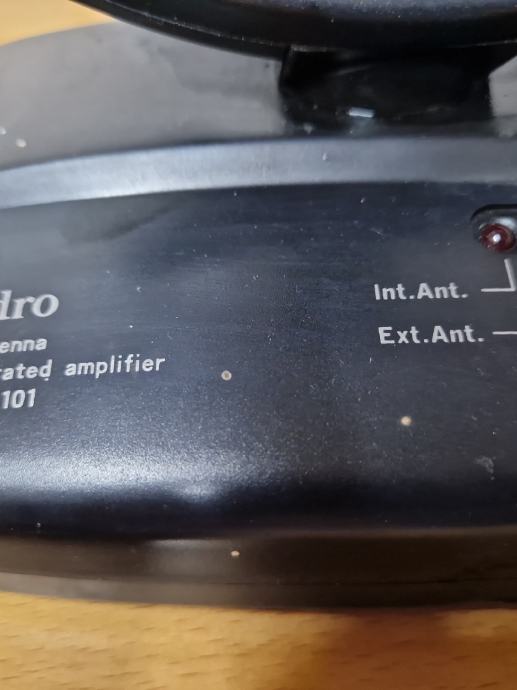 dro
enna
rated amplifier
101
Int.Ant.
Ext.Ant.